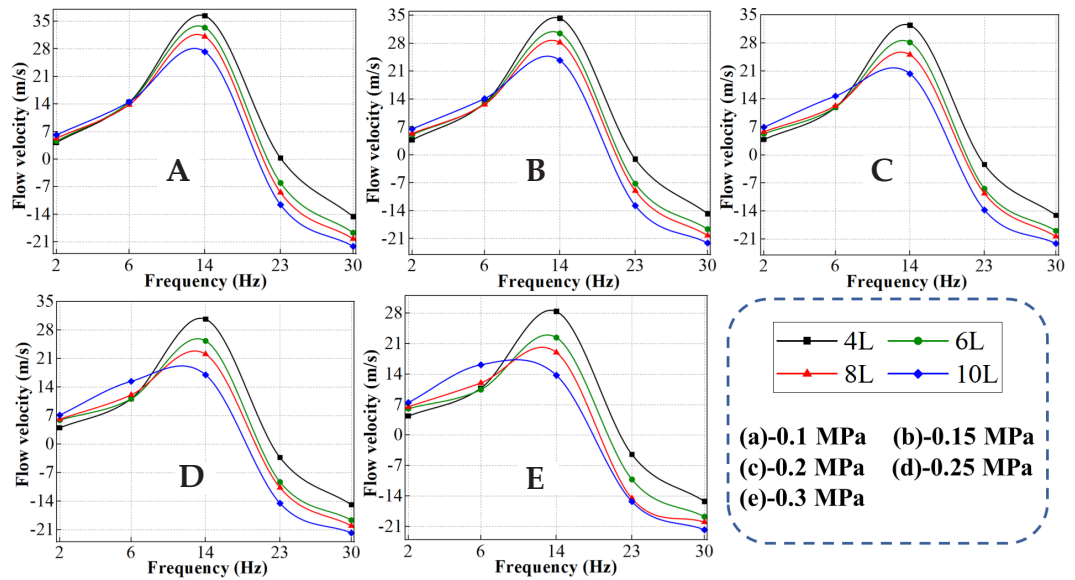 35
28
21
14
7
0
-7
-14
-21
Flow velocity (m/s)
A
2 6 14 23 30
Frequency (Hz)
35
28
21
14
7
0
-7
-14
-21
Flow velocity (m/s)
B
2 6 14 23 30
Frequency (Hz)
35
28
21
14
7
0
-7
-14
-21
Flow velocity (m/s)
C
2 6 14 23 30
Frequency (Hz)
35
28
21
14
7
0
-7
-14
-21
Flow velocity (m/s)
D
2 6 14 23 30
Frequency (Hz)
28
21
14
7
0
-7
-14
-21
Flow velocity (m/s)
E
2 6 14 23 30
Frequency (Hz)
4L 6L
8L 10L
(a)-0.1 MPa (b)-0.15 MPa
(c)-0.2 MPa (d)-0.25 MPa
(e)-0.3 MPa